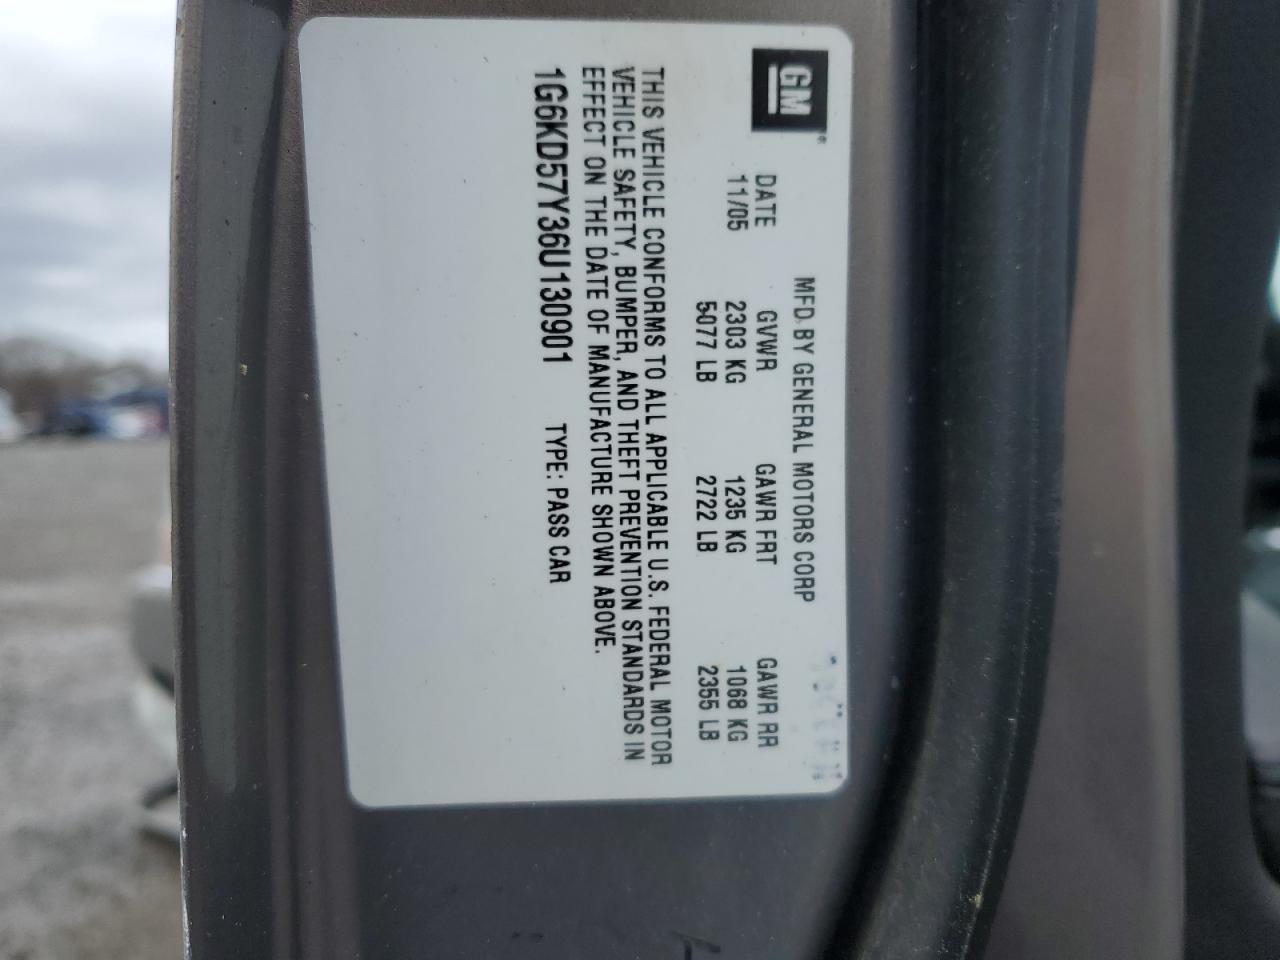 GM
MFD. BY GENERAL MOTORS CORP
DATE GVWR GAWR FRT GAWR RR
11/05 2303 KG 1235 KG 1068 KG
5077 LB 2722 LB 2355 LB
THIS VEHICLE CONFORMS TO ALL APPLICABLE U.S. FEDERAL MOTOR
VEHICLE SAFETY, BUMPER, AND THEFT PREVENTION STANDARDS IN
EFFECT ON THE DATE OF MANUFACTURE SHOWN ABOVE.
1G6KD57Y36U130901 TYPE: PASS CAR